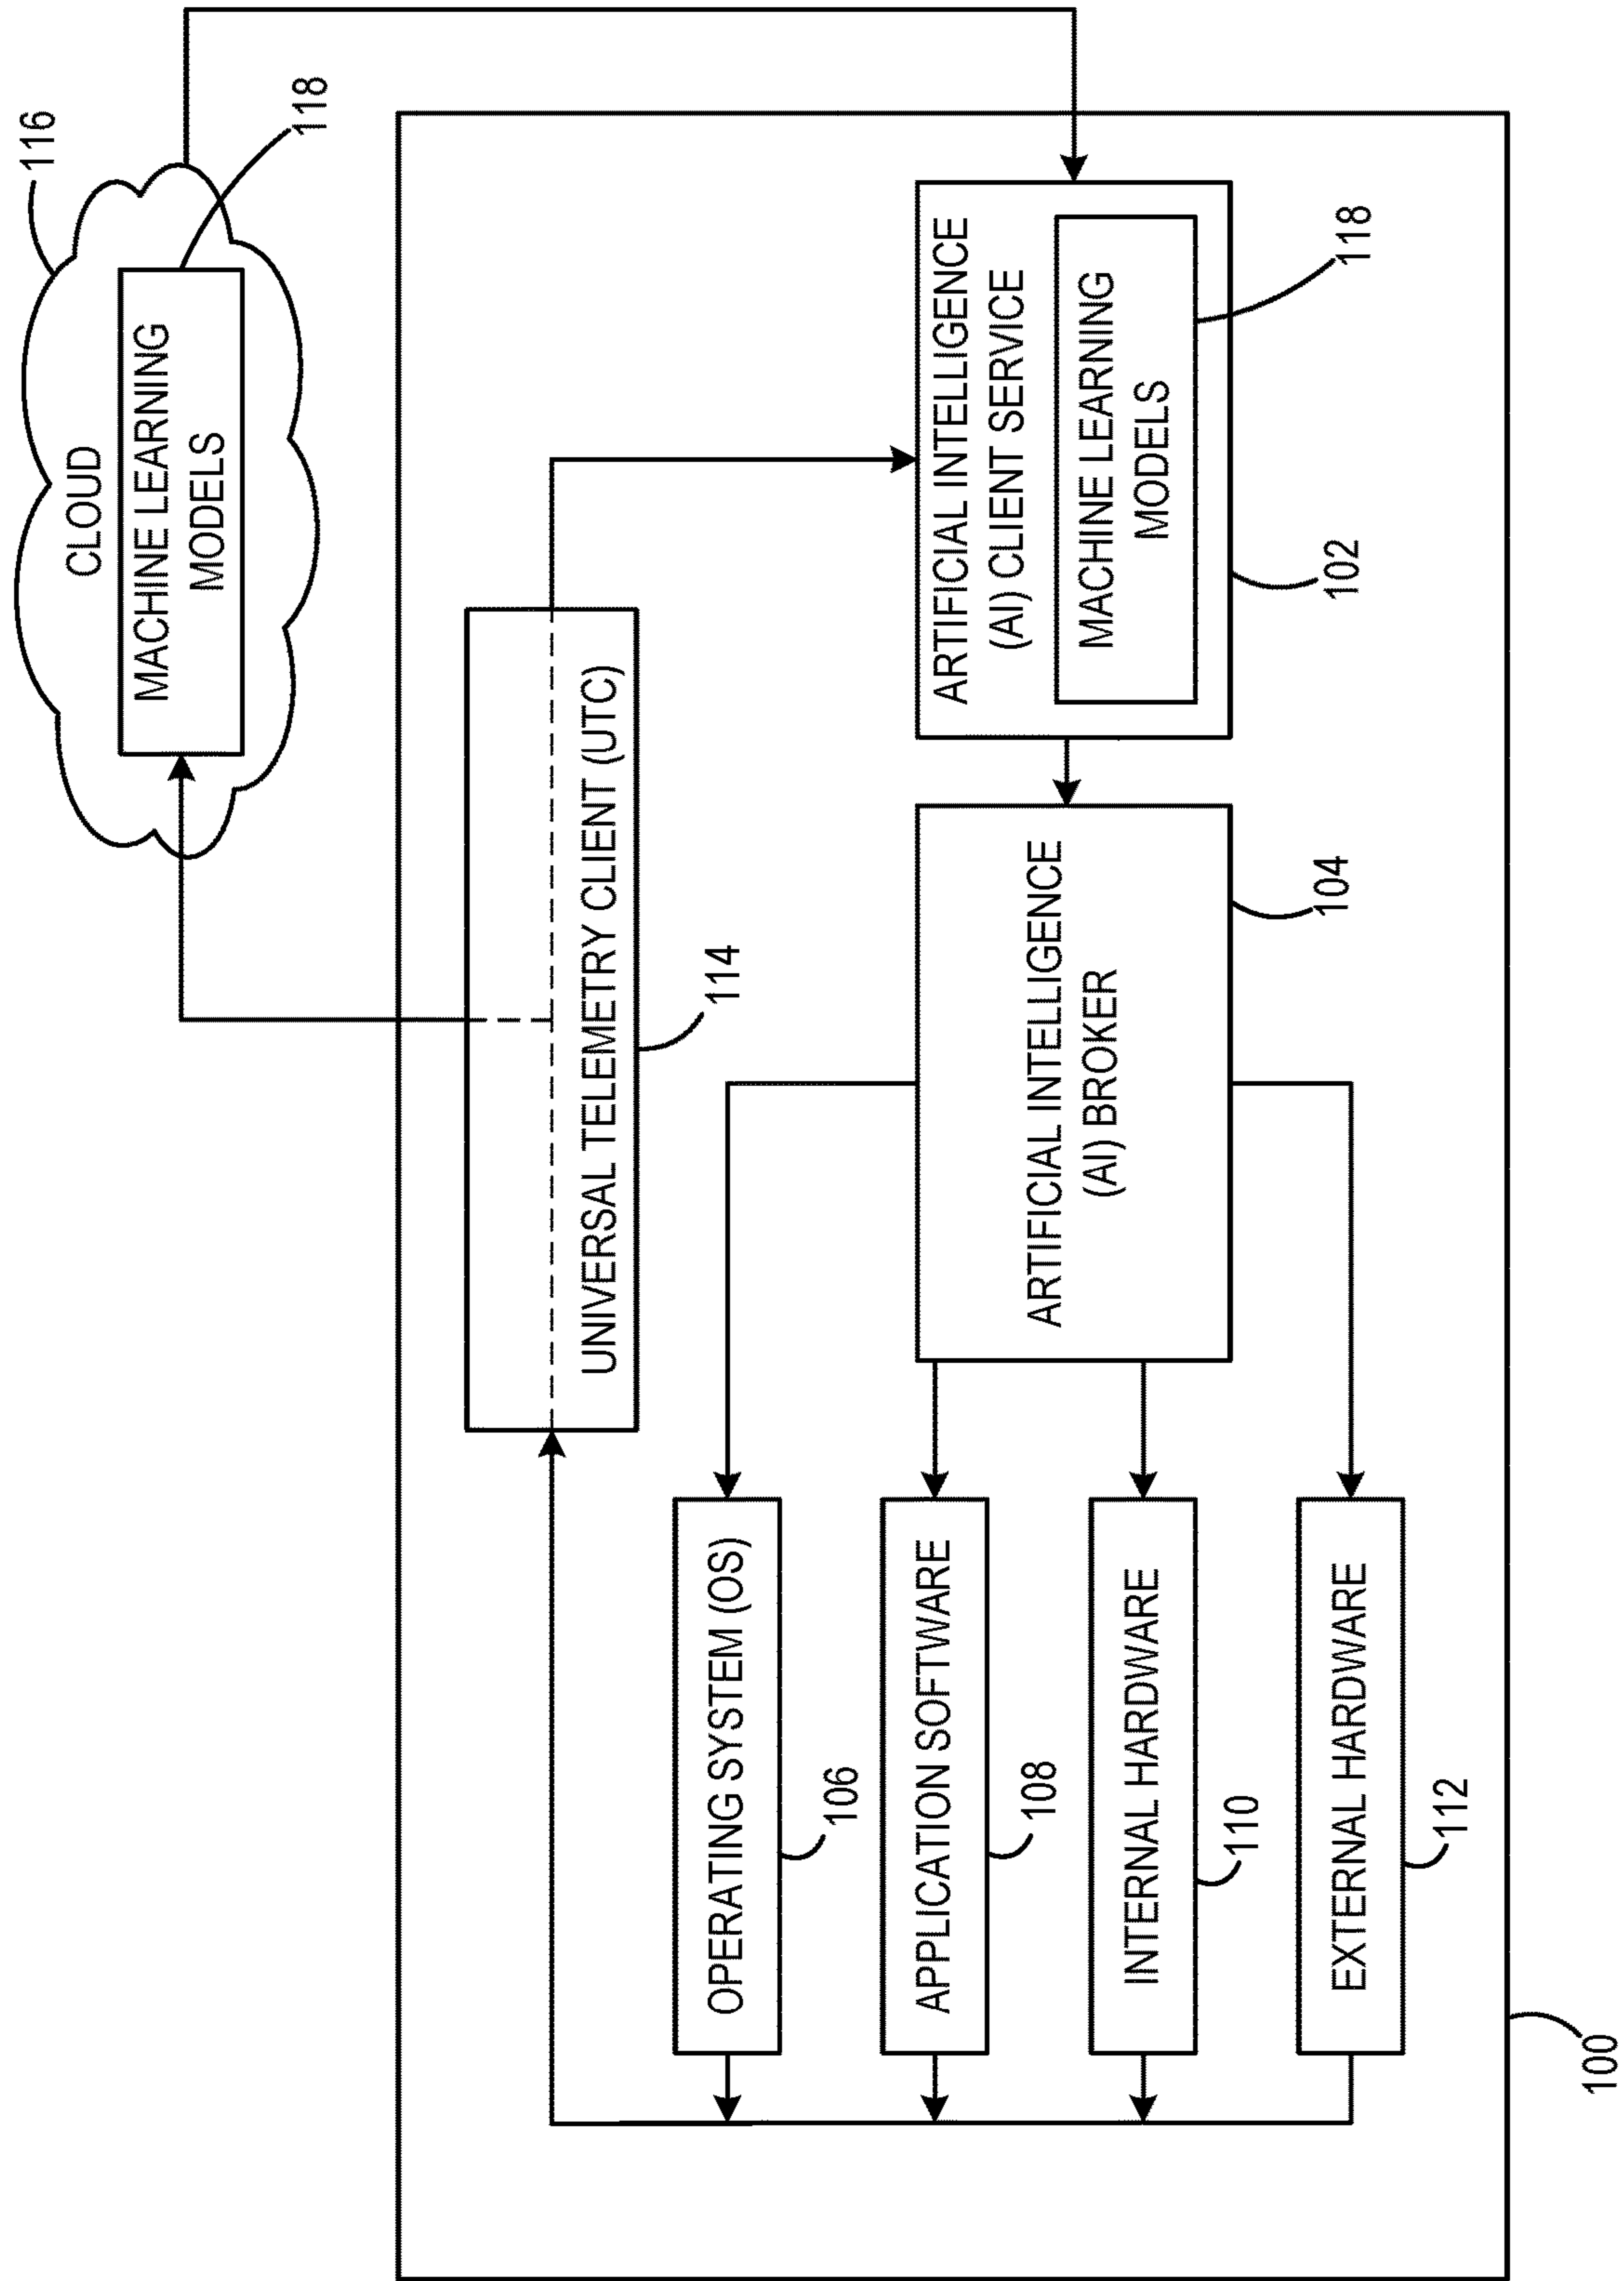 116
CLOUD
MACHINE LEARNING
MODELS
118
UNIVERSAL TELEMETRY CLIENT (UTC)
114
OPERATING SYSTEM (OS)
106
APPLICATION SOFTWARE
108
INTERNAL HARDWARE
110
EXTERNAL HARDWARE
112
ARTIFICIAL INTELLIGENCE
(AI) BROKER
104
ARTIFICIAL INTELLIGENCE
(AI) CLIENT SERVICE
MACHINE LEARNING
MODELS
118
102
100